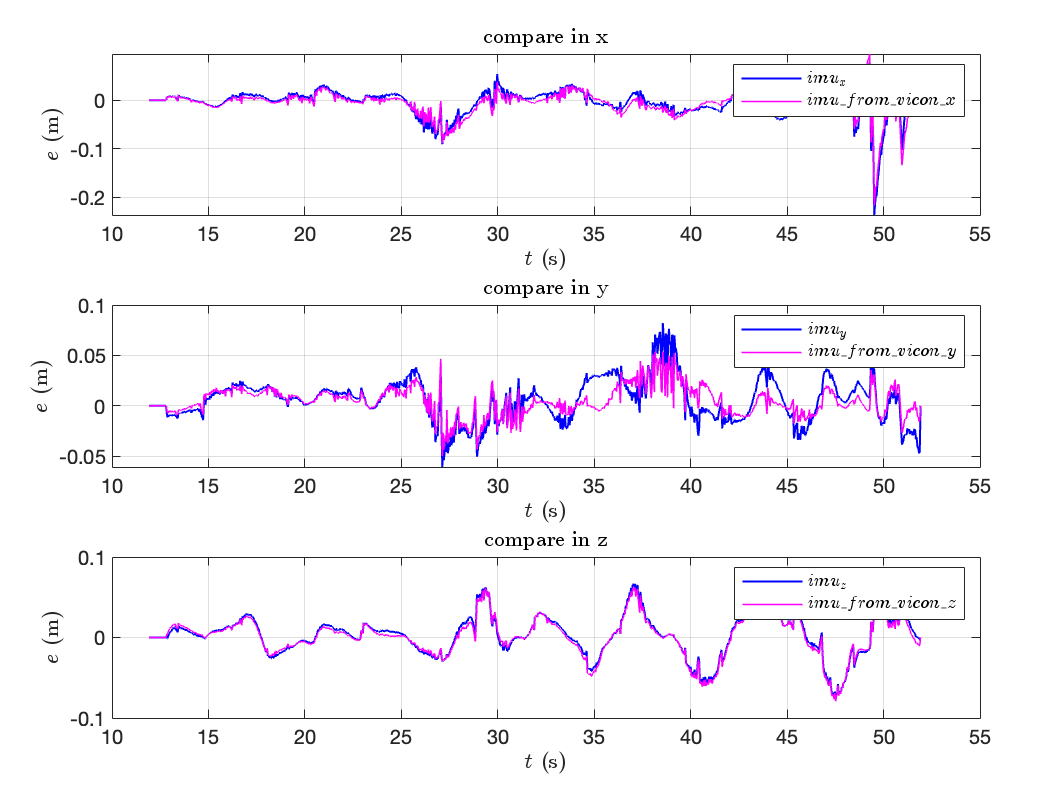 compare in x
e (m)
0
-0.1
-0.2
imu_x
imu_from_vicon_x
10 15 20 25 30 35 40 45 50 55
t (s)
compare in y
e (m)
0.1
0.05
0
-0.05
imu_y
imu_from_vicon_y
10 15 20 25 30 35 40 45 50 55
t (s)
compare in z
e (m)
0.1
0
-0.1
imu_z
imu_from_vicon_z
10 15 20 25 30 35 40 45 50 55
t (s)